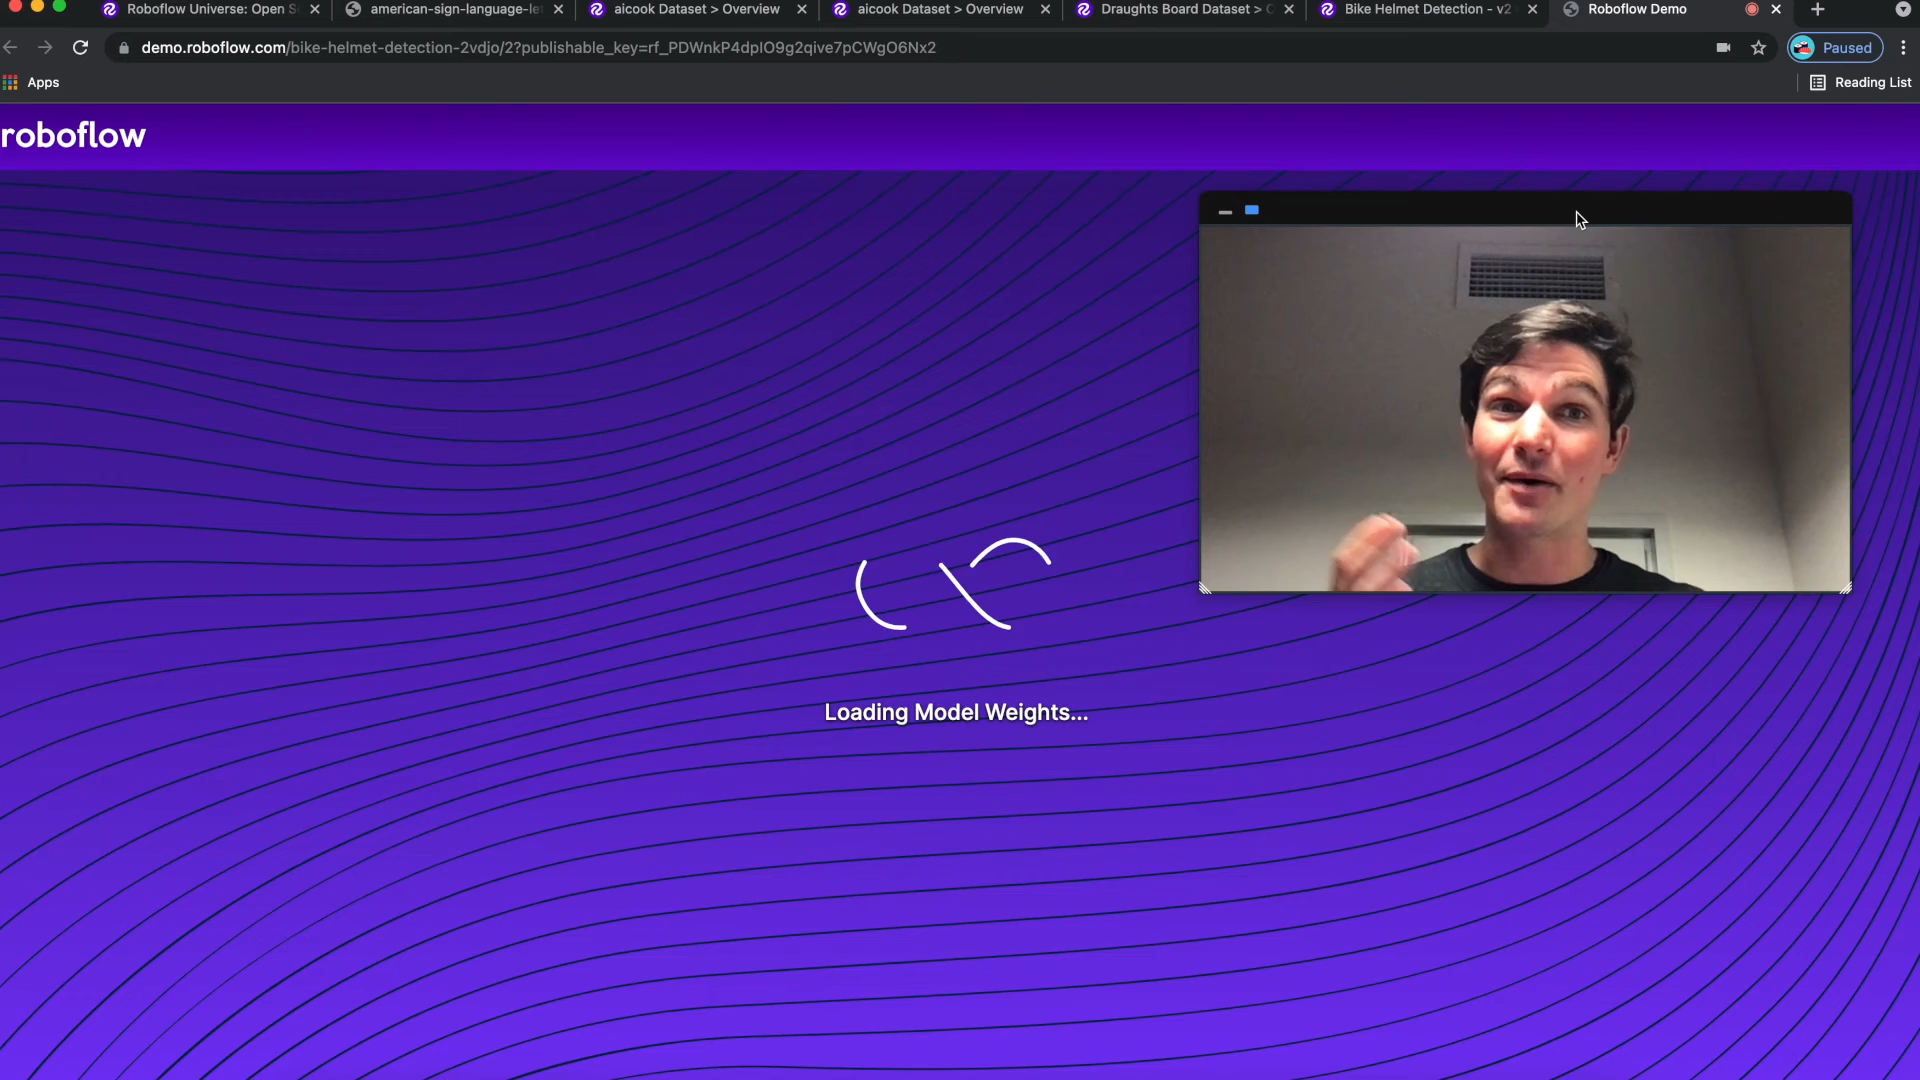 Roboflow Universe: Open S
american-sign-language-le
aicook Dataset > Overview
aicook Dataset > Overview
Draughts Board Dataset > O
Bike Helmet Detection - v2
Roboflow Demo
demo.roboflow.com/bike-helmet-detection-2vdjo/2?publishable_key=rf_PDWnkP4dpIO9g2qive7pCWgO6Nx2
Paused
Apps
Reading List
roboflow
Loading Model Weights...